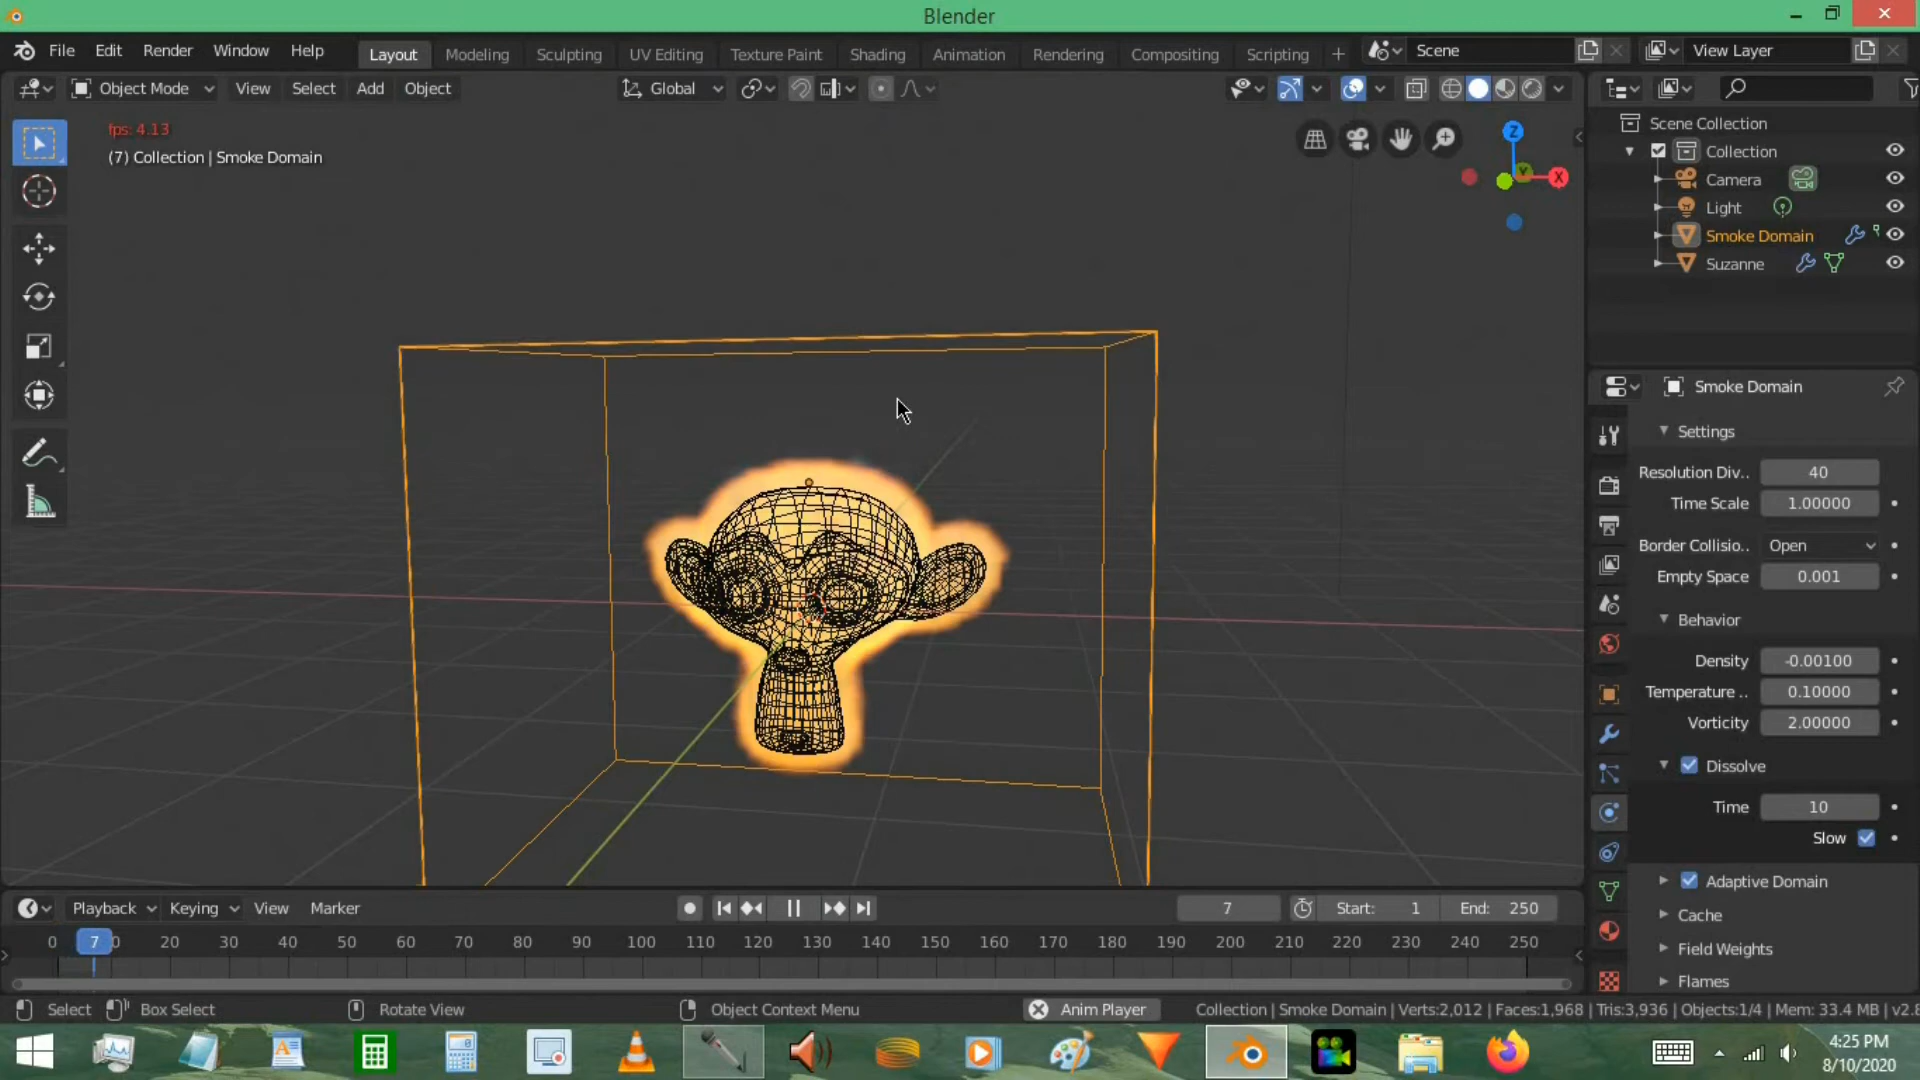 Blender
File Edit Render Window Help Layout Modeling Sculpting UV Editing Texture Paint Shading Animation Rendering Compositing Scripting + Scene View Layer
Object Mode View Select Add Object Global
fps: 4.13
(7) Collection | Smoke Domain
Z
Y
X
Scene Collection
Collection
Camera
Light
Smoke Domain
Suzanne
Smoke Domain
Settings
Resolution Div.. 40
Time Scale 1.00000
Border Collisio.. Open
Empty Space 0.001
Behavior
Density -0.00100
Temperature .. 0.10000
Vorticity 2.00000
Dissolve
Time 10
Slow
Adaptive Domain
Cache
Field Weights
Flames
Playback Keying View Marker 7 Start: 1 End: 250
0 7 0 20 30 40 50 60 70 80 90 100 110 120 130 140 150 160 170 180 190 200 210 220 230 240 250
Select Box Select Rotate View Object Context Menu Anim Player Collection | Smoke Domain | Verts:2,012 | Faces:1,968 | Tris:3,936 | Objects:1/4 | Mem: 33.4 MB | v2.8
4:25 PM
8/10/2020